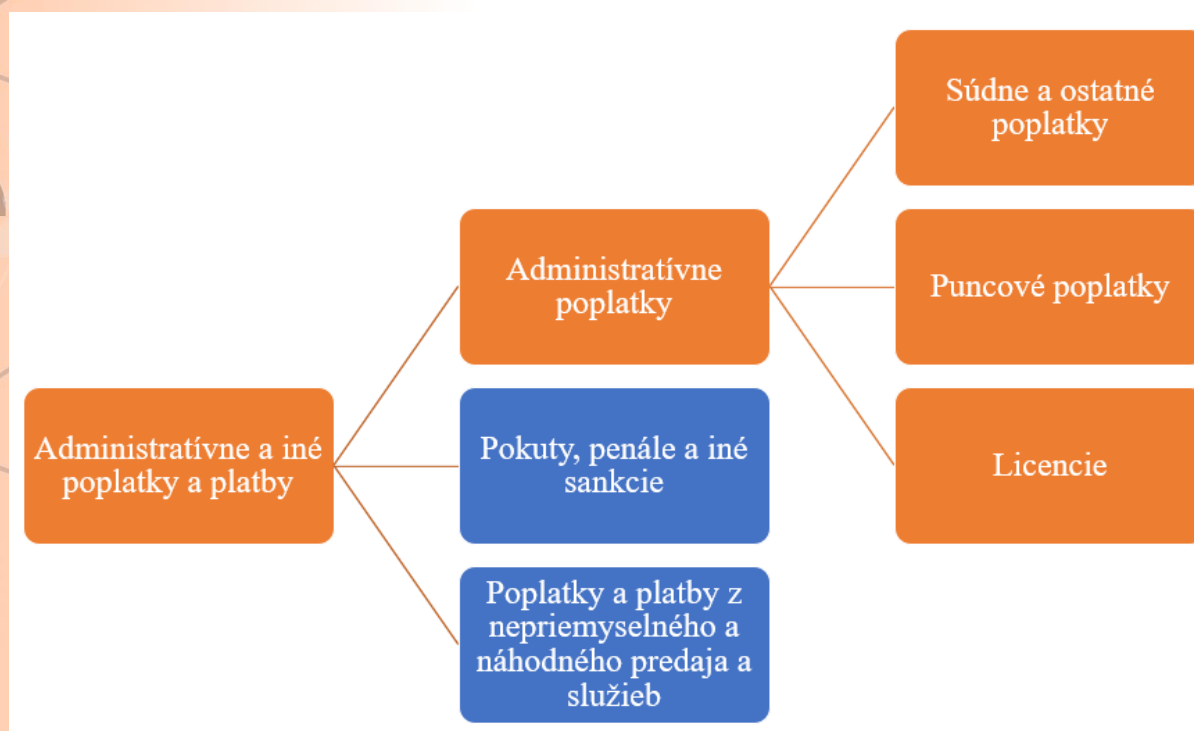 Súdne a ostatné
poplatky
Administratívne
poplatky
Puncové poplatky
Administratívne a iné
poplatky a platby
Pokuty, penále a iné
sankcie
Licencie
Poplatky a platby z
nepriemyselného a
náhodného predaja a
služieb